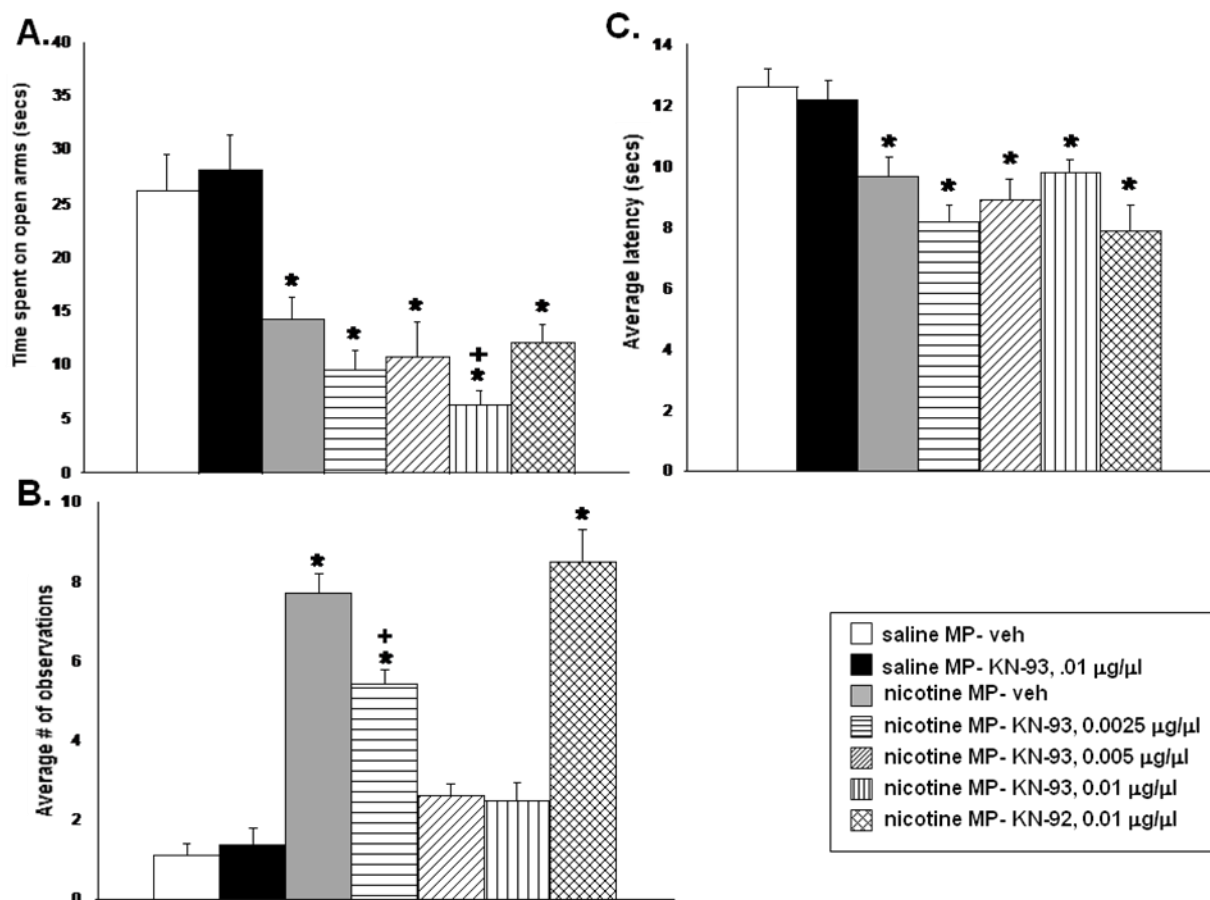 A.
Time spent on open arms (secs)
40
35
30
25
20
15
10
5
0
*
*
*
+
*
*
B.
Average # of observations
10
8
6
4
2
0
*
+
*
*
C.
Average latency (secs)
14
12
10
8
6
4
2
0
*
*
*
*
*
saline MP- veh
saline MP- KN-93, .01 µg/µl
nicotine MP- veh
nicotine MP- KN-93, 0.0025 µg/µl
nicotine MP- KN-93, 0.005 µg/µl
nicotine MP- KN-93, 0.01 µg/µl
nicotine MP- KN-92, 0.01 µg/µl